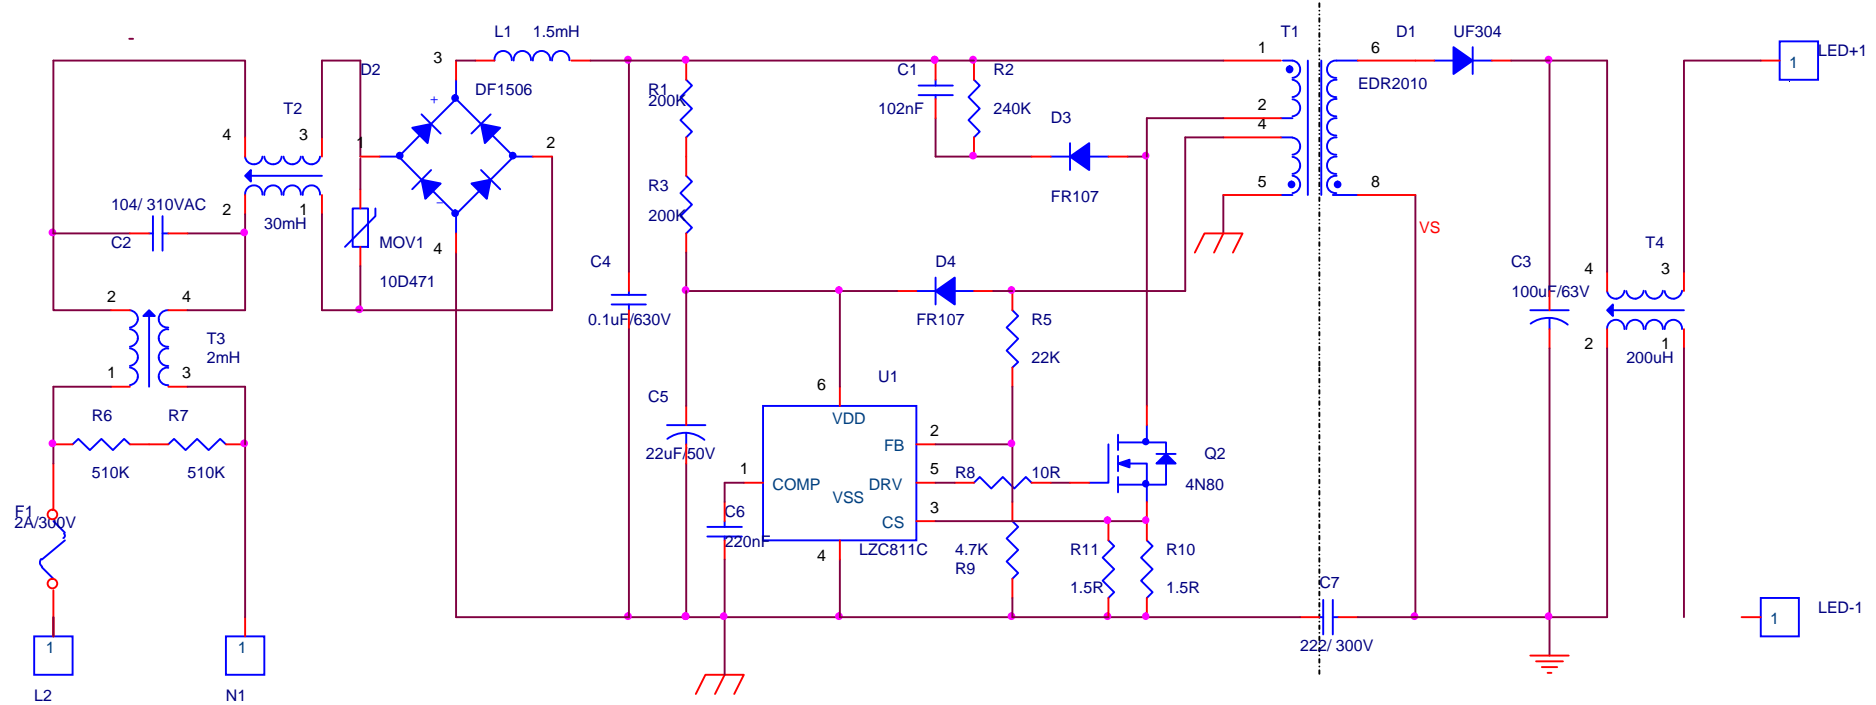 L1 1.5mH
T1
D1 UF304
LED+1
1
3
1
6
D2
DF1506
C1
R2
EDR2010
R1
200K
102nF
240K
T2
+
2
4
3
1
2
4
D3
R3
200K
FR107
5
8
104/ 310VAC
2
1
30mH
C2
MOV1
10D471
−
4
VS
T4
C4
D4
C3
4
3
2
4
0.1uF/630V
FR107
R5
22K
100uF/63V
T3
2mH
2
1
200uH
1
3
6
U1
C5
22uF/50V
R6
R7
VDD
FB
2
510K
510K
1
COMP
VSS
DRV
5
R8
10R
Q2
4N80
CS
3
F1
2A/300V
C6
220nF
4
LZC811C
4.7K
R9
R11
1.5R
R10
1.5R
C7
222/ 300V
1
LED-1
1
1
L2
N1